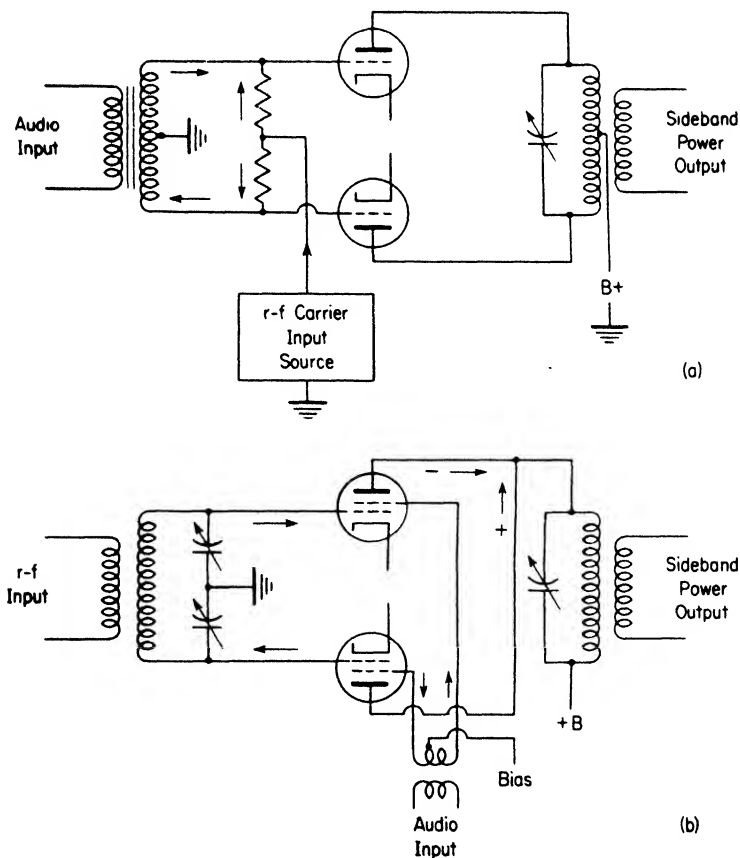 Audio
Input
Sideband
Power
Output
B+
r-f Carrier
Input
Source
(a)
-
+
r-f
Input
Sideband
Power
Output
+B
Bias
Audio
Input
(b)